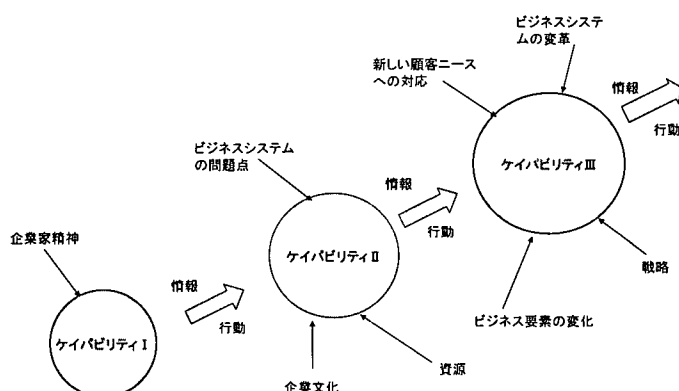 ビジネスシステ
ムの変革
新しい顧客ニース
への対応
情報
行動
ケイパビリティⅢ
ビジネスシステム
の問題点
情報
行動
戦略
ビジネス要素の変化
企業家精神
ケイパビリティⅡ
情報
行動
資源
企業文化
ケイパビリティⅠ